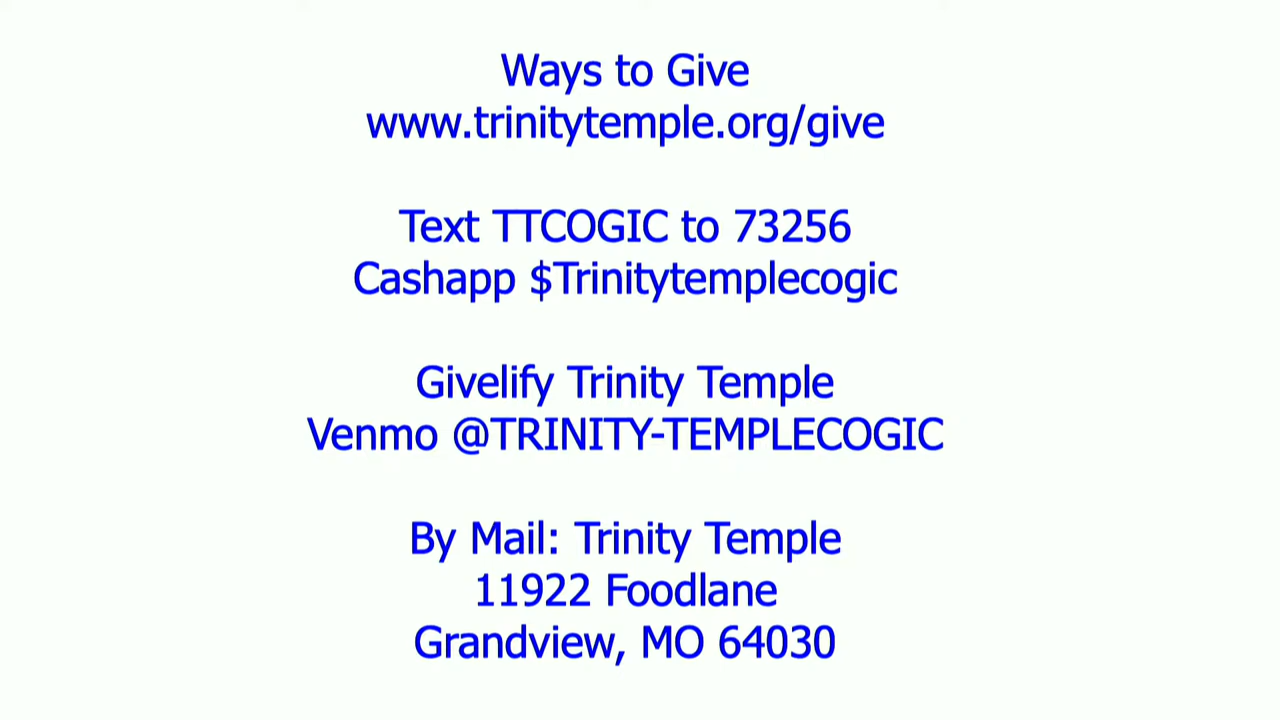 Ways to Give
www.trinitytemple.org/give
Text TTCOGIC to 73256
Cashapp $Trinitytemplecogic
Givelify Trinity Temple
Venmo @TRINITY-TEMPLECOGIC
By Mail: Trinity Temple
11922 Foodlane
Grandview, MO 64030